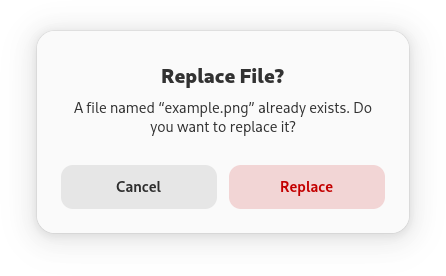 Replace File?
A file named “example.png” already exists. Do
you want to replace it?
Cancel
Replace